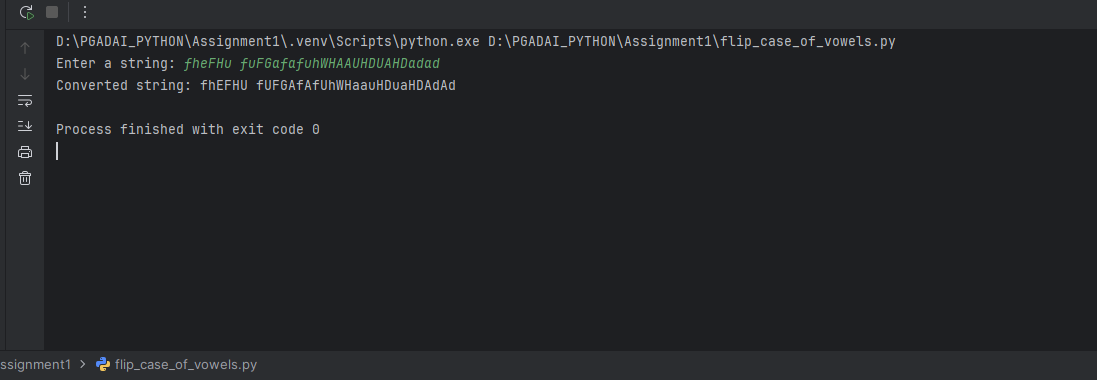 D:\PGADAI_PYTHON\Assignment1\.venv\Scripts\python.exe D:\PGADAI_PYTHON\Assignment1\flip_case_of_vowels.py
Enter a string: fheFHu fuFGafafuhWHAAUHDUAHDadad
Converted string: fhEFHU fUFGAfAfUhWHaauHDuaHDAdAd
Process finished with exit code 0
ssignment1 > flip_case_of_vowels.py